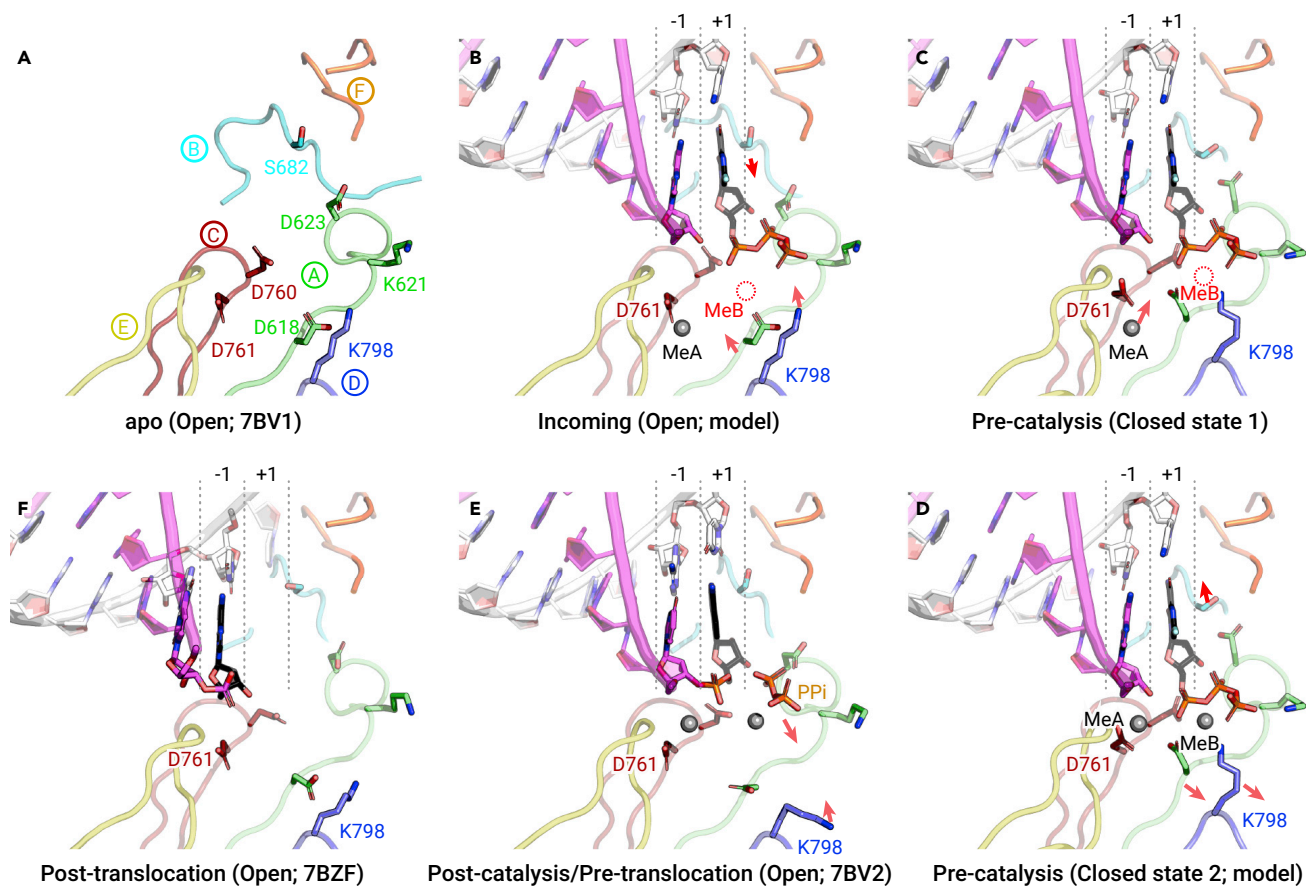 A
F
B
S682
D623
C
A
K621
D760
E
D618
D761
K798
D
apo (Open; 7BV1)
-1 +1
B
D761
MeB
MeA
K798
Incoming (Open; model)
-1 +1
C
D761
MeB
MeA
K798
Pre-catalysis (Closed state 1)
-1 +1
F
D761
K798
Post-translocation (Open; 7BZF)
-1 +1
E
PPi
D761
K798
Post-catalysis/Pre-translocation (Open; 7BV2)
-1 +1
D
MeA
MeB
D761
K798
Pre-catalysis (Closed state 2; model)